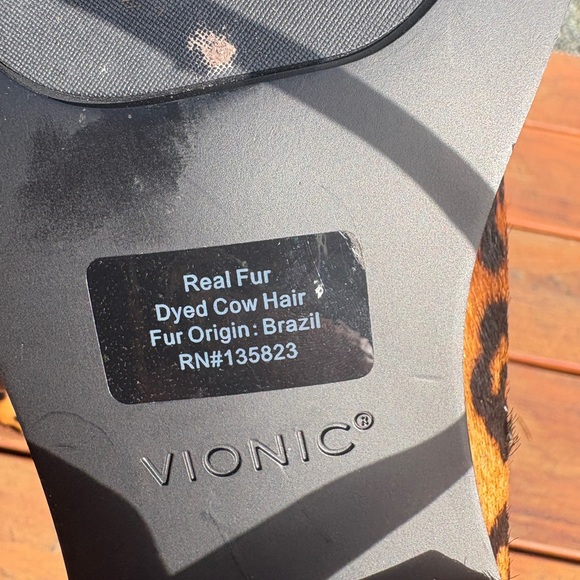 Real Fur
Dyed Cow Hair
Fur Origin : Brazil
RN#135823
VIONIC®